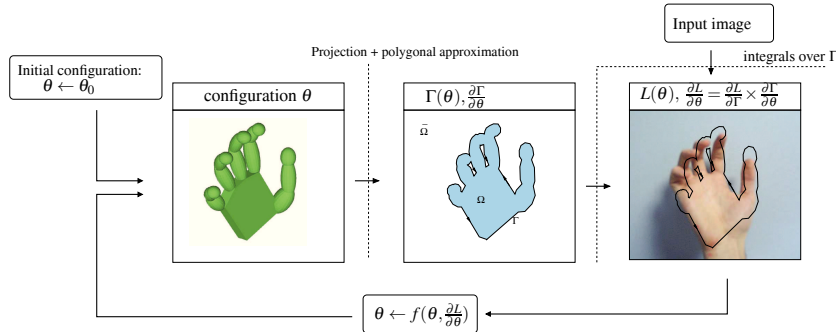 Input image
Projection + polygonal approximation
integrals over Γ
Initial configuration:
θ ← θ₀
configuration θ
Γ(θ), ∂Γ/∂θ
L(θ), ∂L/∂θ = ∂L/∂Γ × ∂Γ/∂θ
Ω̄
Ω
Γ
θ ← f(θ, ∂L/∂θ)